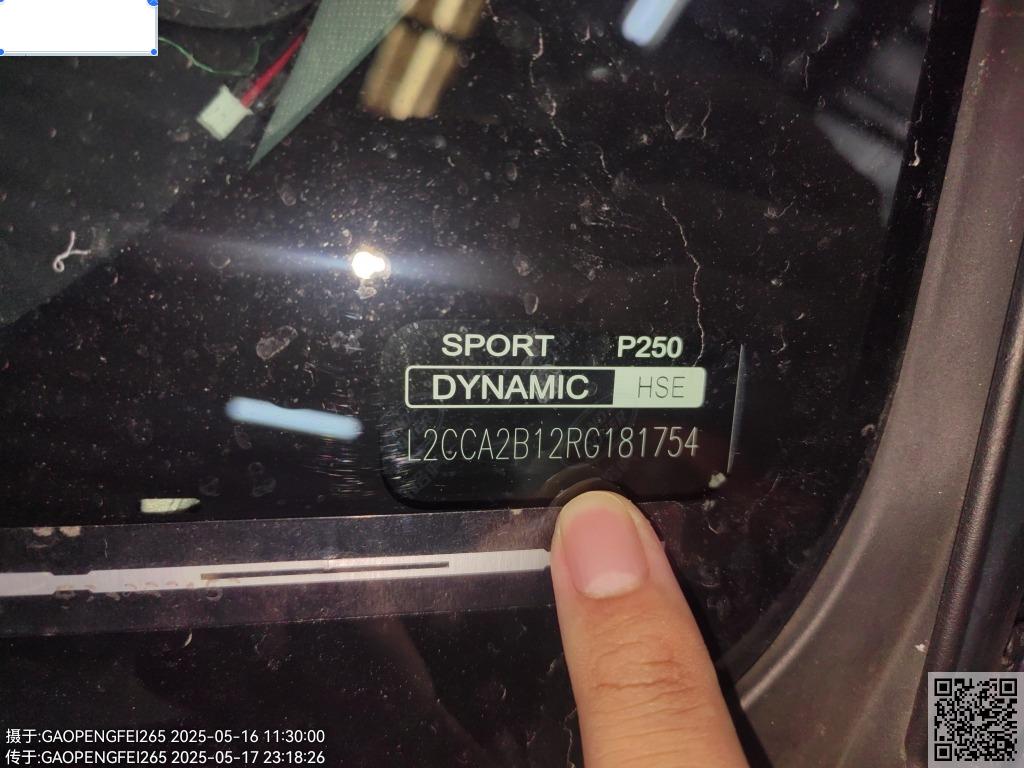 SPORT P250
DYNAMIC HSE
L2CCA2B12RG181754
摄于:GAOPENGFEI265 2025-05-16 11:30:00
传于:GAOPENGFEI265 2025-05-17 23:18:26